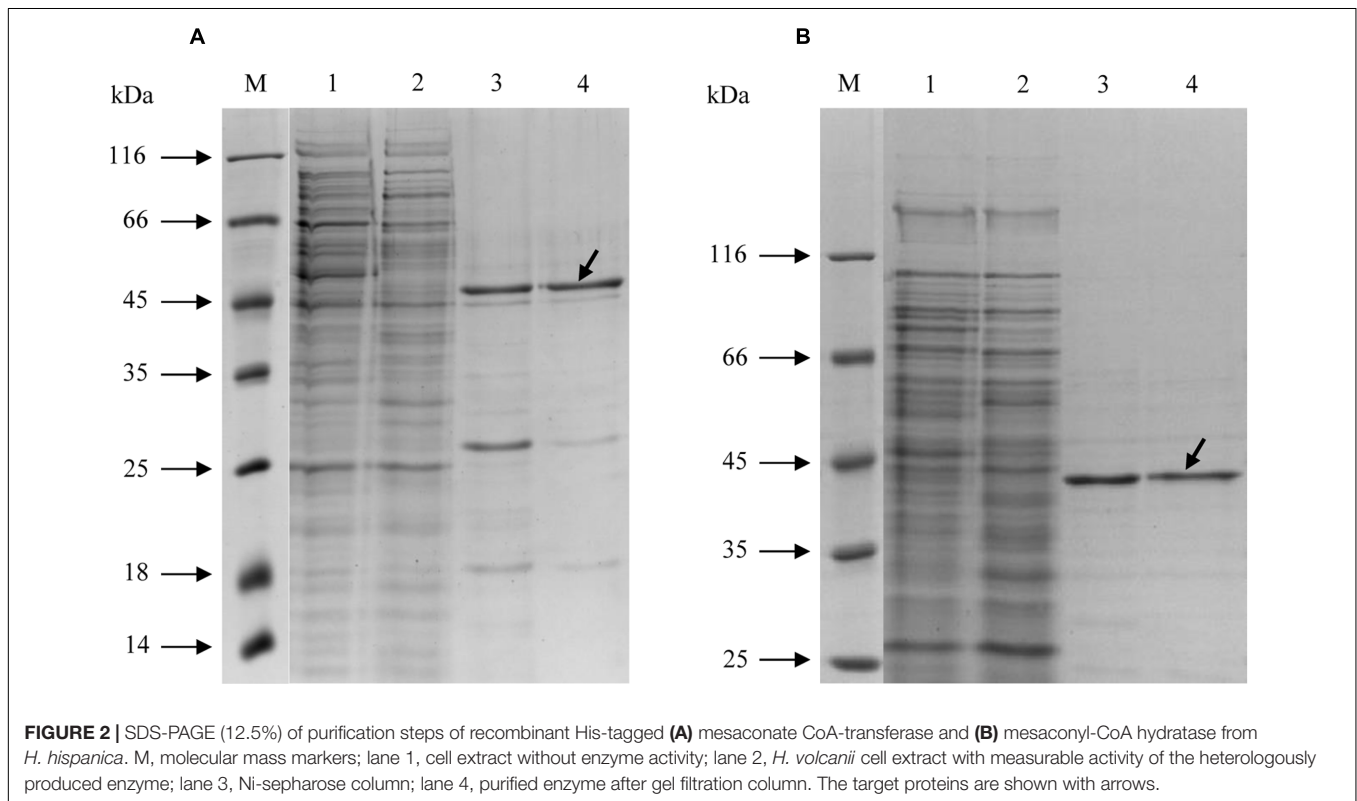 A
B
M 1 2 3 4
M 1 2 3 4
kDa
kDa
116
66
45
35
25
18
14
116
66
45
35
25
FIGURE 2 | SDS-PAGE (12.5%) of purification steps of recombinant His-tagged (A) mesaconate CoA-transferase and (B) mesaconyl-CoA hydratase from
H. hispanica. M, molecular mass markers; lane 1, cell extract without enzyme activity; lane 2, H. volcanii cell extract with measurable activity of the heterologously
produced enzyme; lane 3, Ni-sepharose column; lane 4, purified enzyme after gel filtration column. The target proteins are shown with arrows.